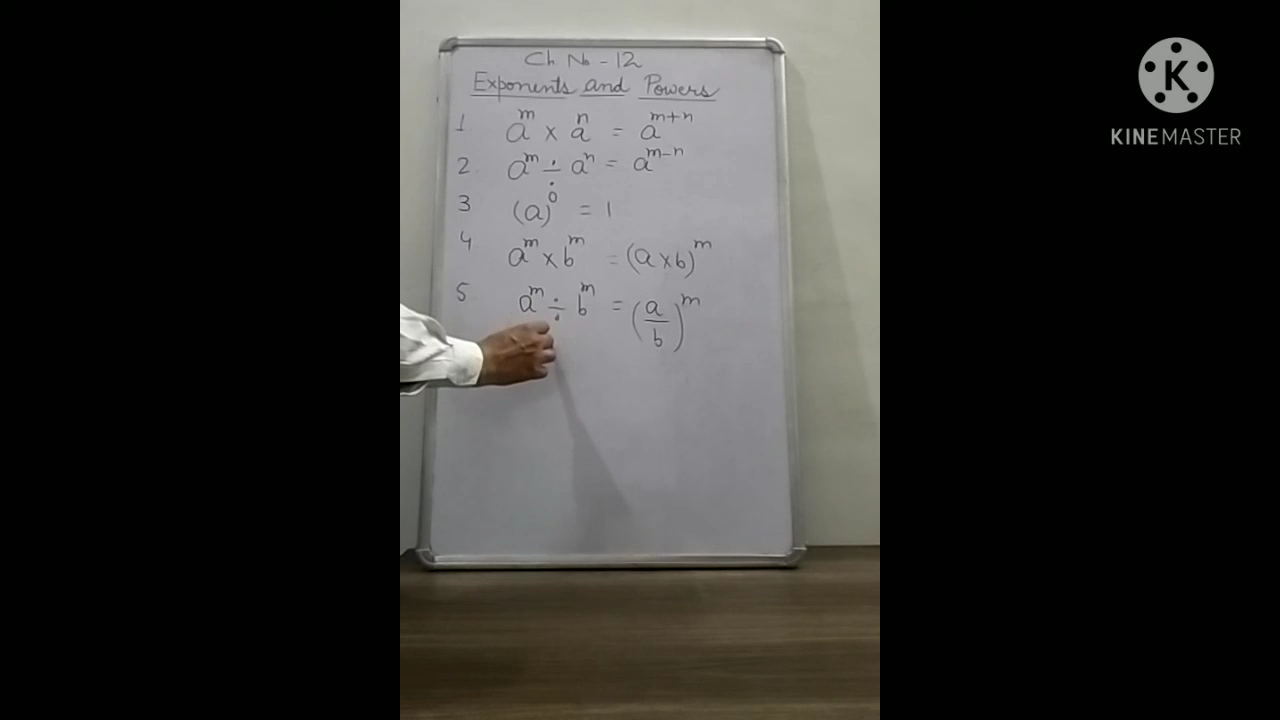 Ch No - 12
Exponents and Powers
1 a^m × a^n = a^(m+n)
2. a^m ÷ a^n = a^(m-n)
3 (a)^0 = 1
4 a^m × b^m = (a×b)^m
5 a^m ÷ b^m = (a/b)^m
K
KINEMASTER